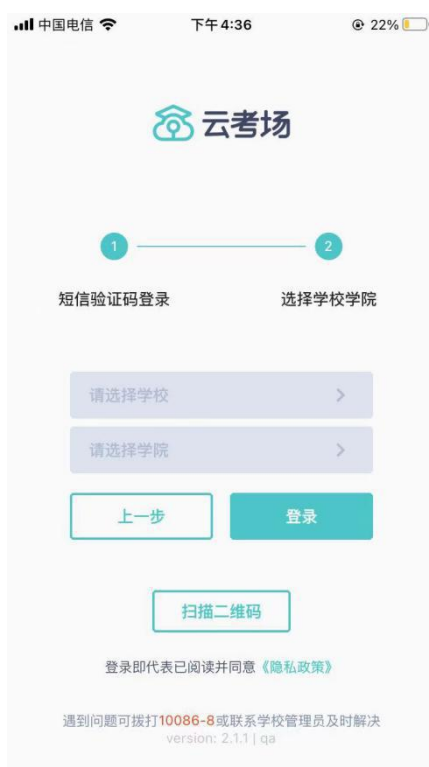 中国电信 下午4:36 22%
云考场
1 2
短信验证码登录 选择学校学院
请选择学校
请选择学院
上一步 登录
扫描二维码
登录即代表已阅读并同意《隐私政策》
遇到问题可拨打10086-8或联系学校管理员及时解决
version: 2.1.1 | qa